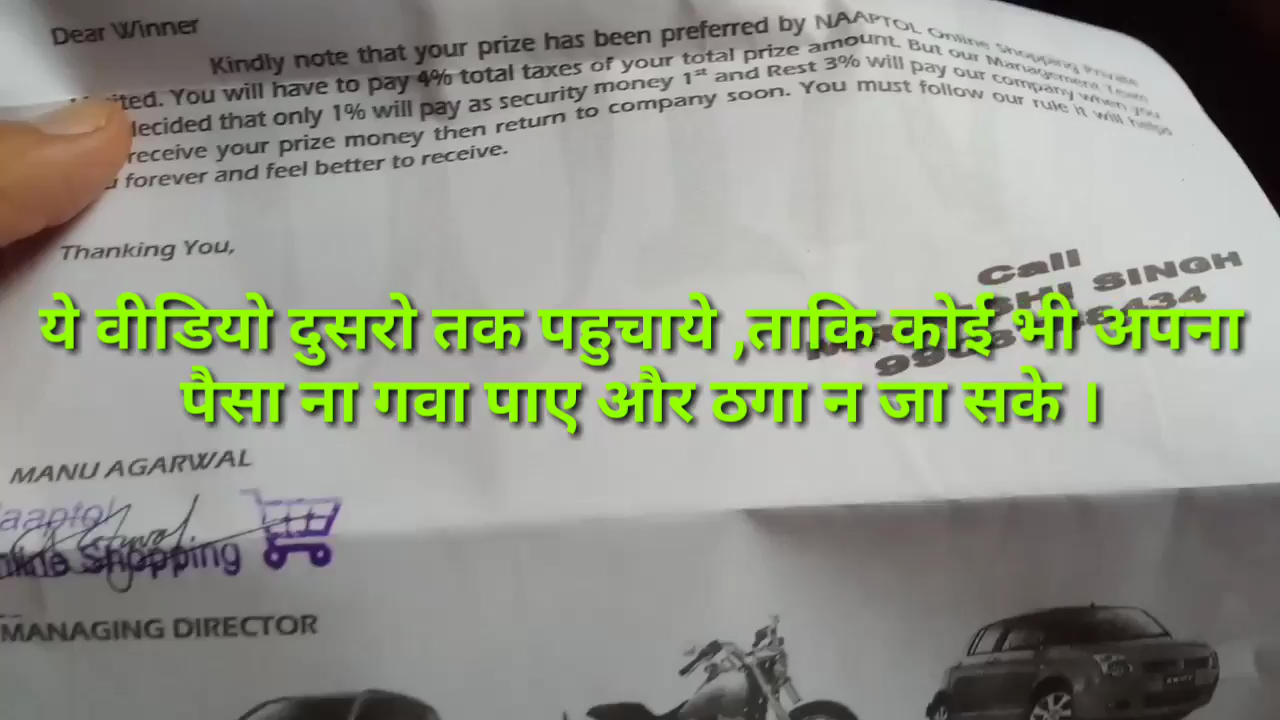 Dear Winner
Kindly note that your prize has been preferred by NAAPTOL Online Shopping Private
ited. You will have to pay 4% total taxes of your total prize amount. But our Management Team
decided that only 1% will pay as security money 1st and Rest 3% will pay our company when you
receive your prize money then return to company soon. You must follow our rule it will helps
forever and feel better to receive.
Thanking You,
Call
SINGH
ये वीडियो दुसरो तक पहुचाये ,ताकि कोई भी अपना
पैसा ना गवा पाए और ठगा न जा सके ।
MANU AGARWAL
aaptol
Shopping
MANAGING DIRECTOR